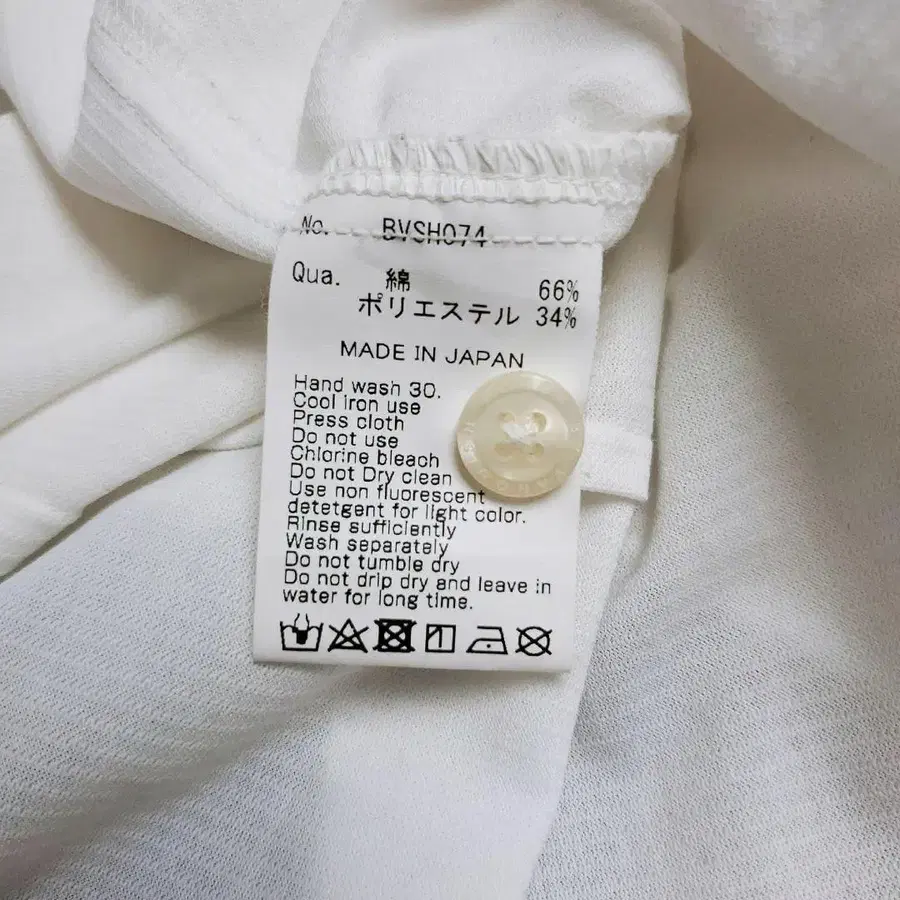 No. BVSH074
Qua. 綿 66%
ポリエステル 34%
MADE IN JAPAN
Hand wash 30.
Cool iron use
Press cloth
Do not use
Chlorine bleach
Do not Dry clean
Use non fluorescent
detetgent for light color.
Rinse sufficiently
Wash separately
Do not tumble dry
Do not drip dry and leave in
water for long time.